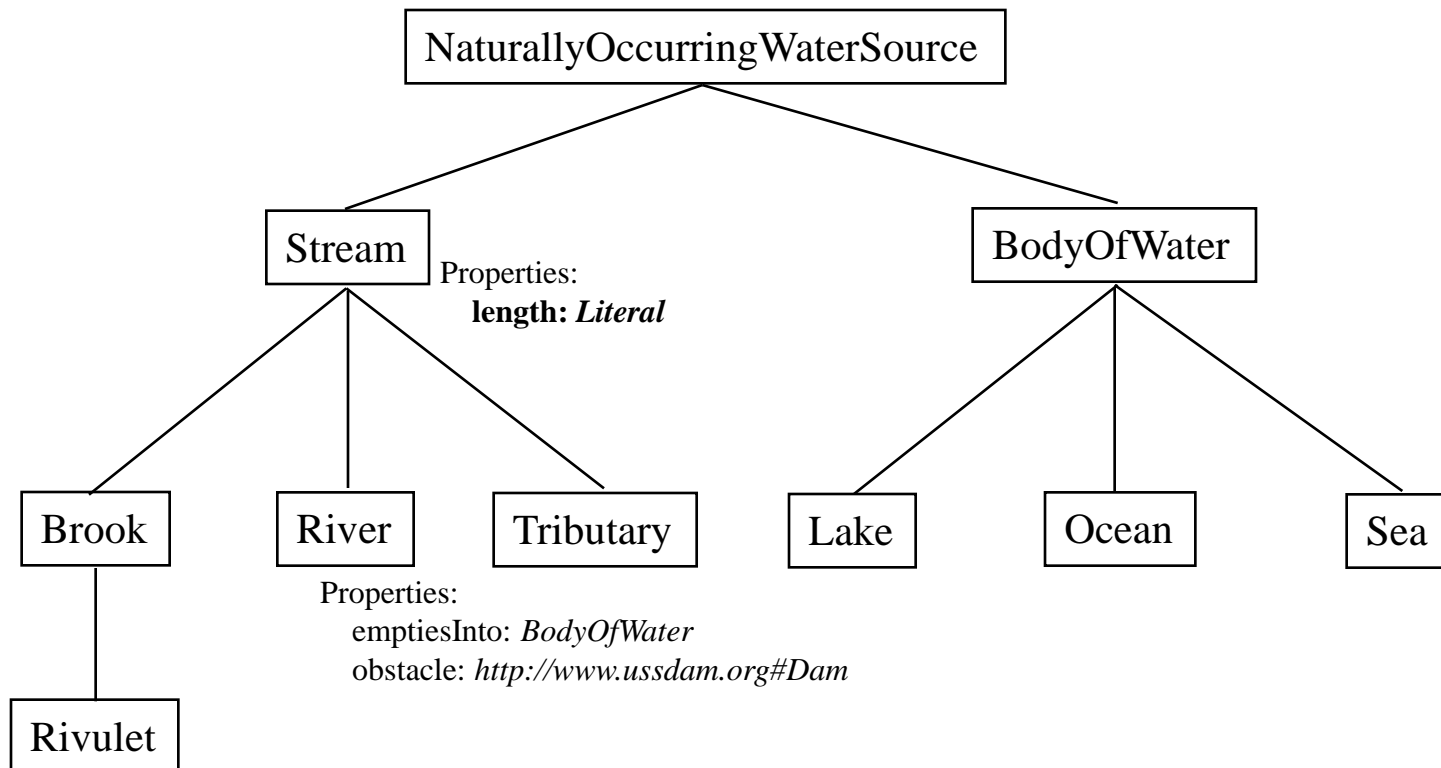 NaturallyOccurringWaterSource
Stream
BodyOfWater
Properties:
length: Literal
Brook
River
Tributary
Lake
Ocean
Sea
Properties:
emptiesInto: BodyOfWater
obstacle: http://www.ussdam.org#Dam
Rivulet